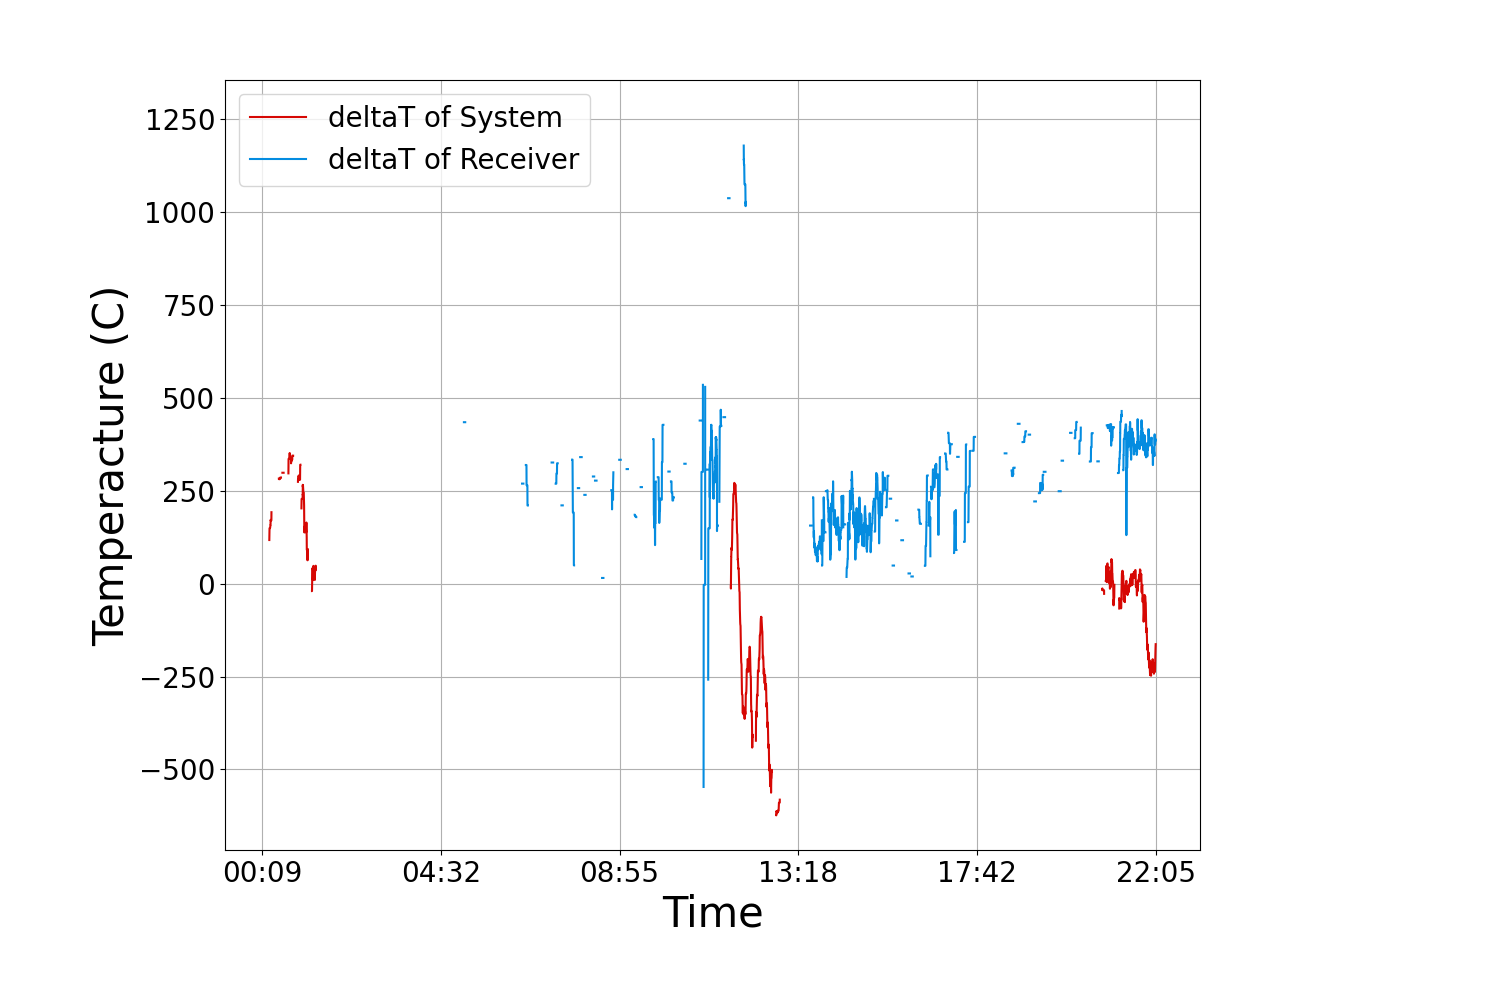 deltaT of System
deltaT of Receiver
1250
1000
750
500
250
0
−250
−500
Temperacture (C)
00:09 04:32 08:55 13:18 17:42 22:05
Time